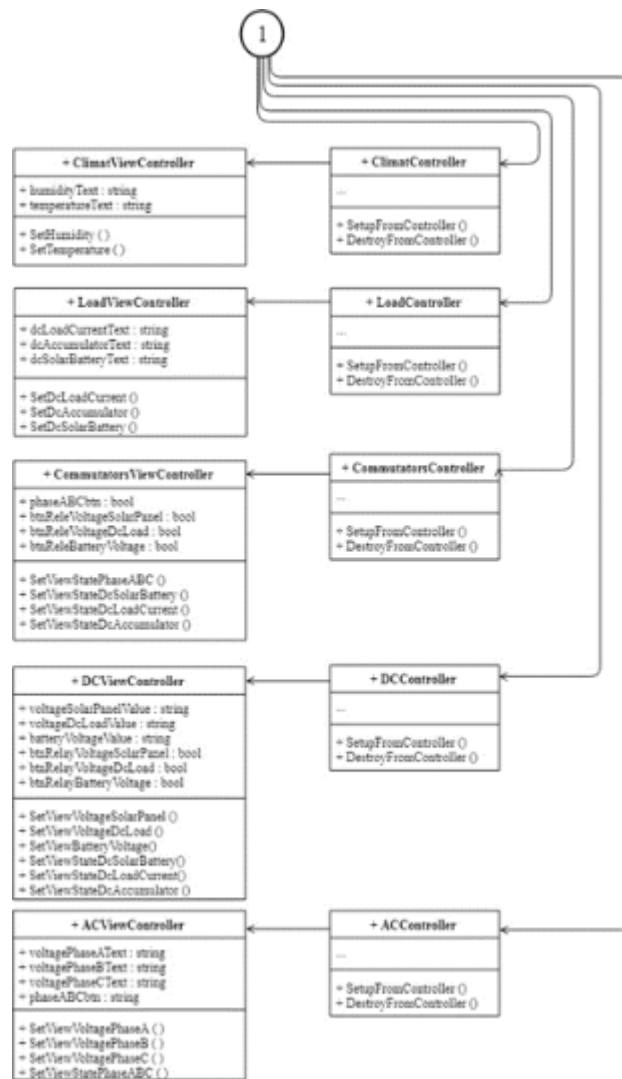 1
+ ClimatViewController
+ humidityText : string
+ temperatureText : string
+ SetHumidity ( )
+ SetTemperature ( )
+ ClimatController
...
+ SetupFromController ()
+ DestroyFromController ()
+ LoadViewController
+ dcLoadCurrentText : string
+ dcAccumulatorText : string
+ dcSolarBatteryText : string
+ SetDcLoadCurrent ()
+ SetDcAccumulator ()
+ SetDcSolarBattery ()
+ LoadController
...
+ SetupFromController ()
+ DestroyFromController ()
+ CommutatorsViewController
+ phaseABCbtn : bool
+ btnReleVoltageSolarPanel : bool
+ btnReleVoltageDcLoad : bool
+ btnReleBatteryVoltage : bool
+ SetViewStatePhaseABC ()
+ SetViewStateDcSolarBattery ()
+ SetViewStateDcLoadCurrent ()
+ SetViewStateDcAccumulator ()
+ CommutatorsController
...
+ SetupFromController ()
+ DestroyFromController ()
+ DCViewController
+ voltageSolarPanelValue : string
+ voltageDcLoadValue : string
+ batteryVoltageValue : string
+ btnRelayVoltageSolarPanel : bool
+ btnRelayVoltageDcLoad : bool
+ btnRelayBatteryVoltage : bool
+ SetViewVoltageSolarPanel ()
+ SetViewVoltageDcLoad ()
+ SetViewBatteryVoltage()
+ SetViewStateDcSolarBattery()
+ SetViewStateDcLoadCurrent()
+ SetViewStateDcAccumulator ()
+ DCController
...
+ SetupFromController ()
+ DestroyFromController ()
+ ACViewController
+ voltagePhaseAText : string
+ voltagePhaseBText : string
+ voltagePhaseCText : string
+ phaseABCbtn : string
+ SetViewVoltagePhaseA ( )
+ SetViewVoltagePhaseB ( )
+ SetViewVoltagePhaseC ( )
+ SetViewStatePhaseABC ( )
+ ACController
...
+ SetupFromController ()
+ DestroyFromController ()